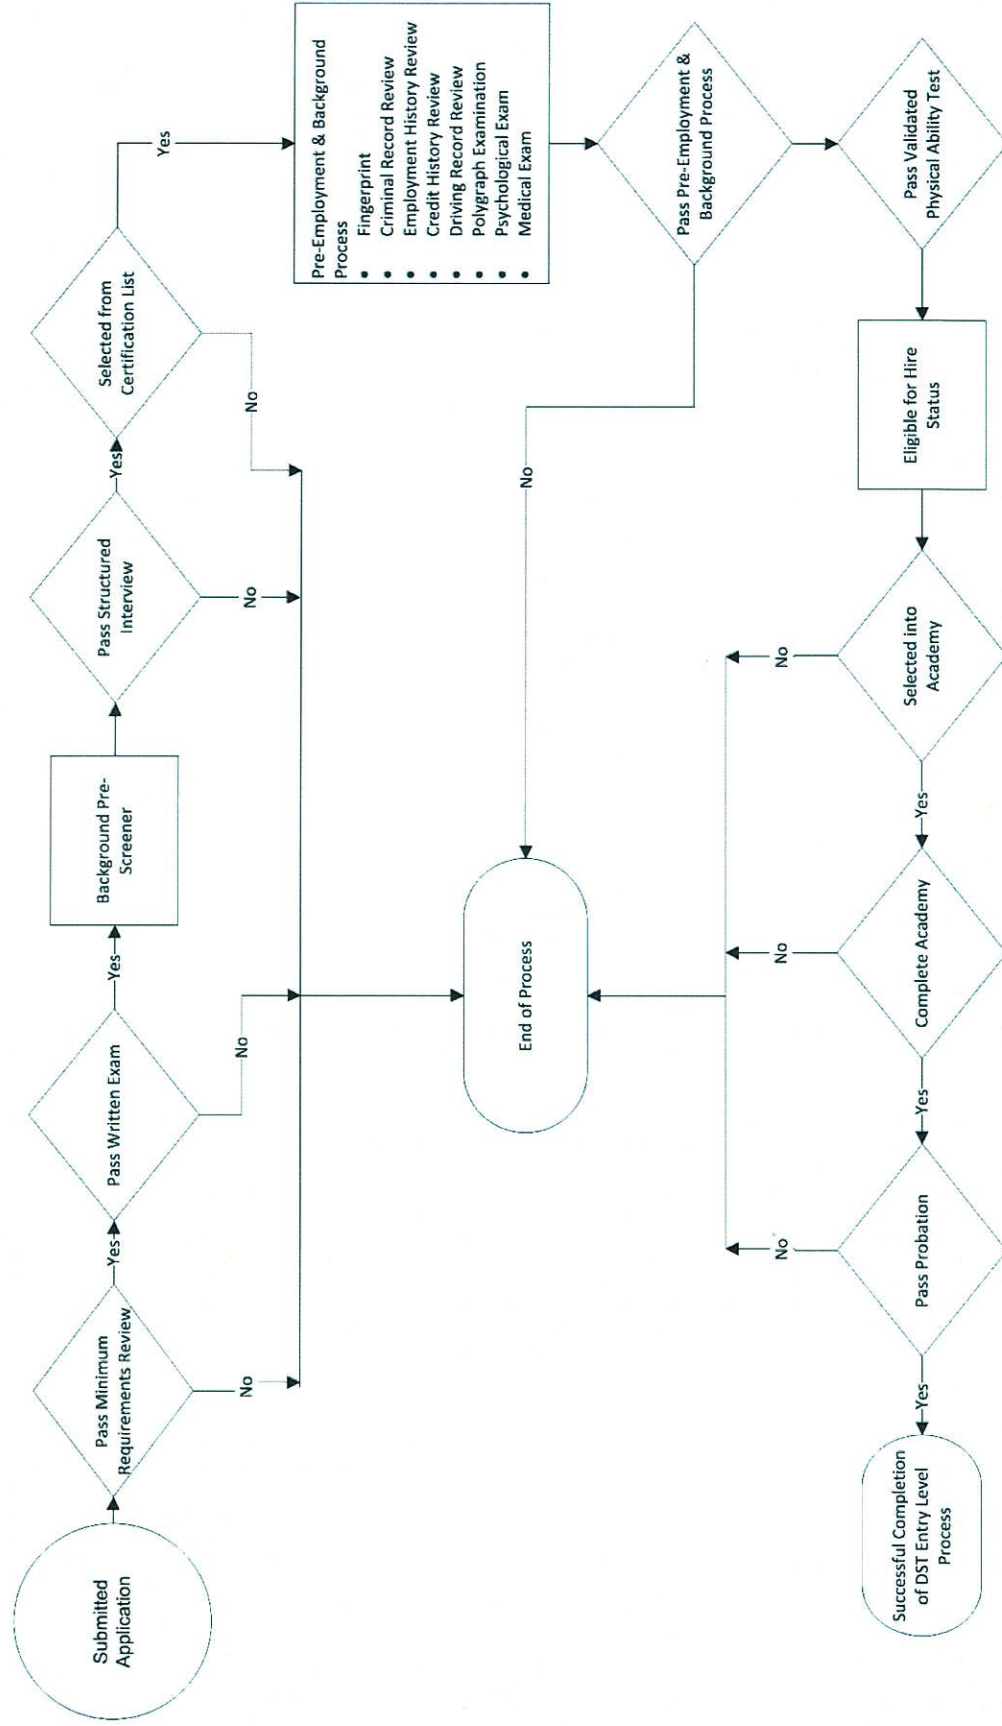 Submitted
Application
Pass Minimum
Requirements Review
Yes
No
Pass Written Exam
Yes
No
Background Pre-
Screener
Pass Structured
Interview
Yes
No
Selected from
Certification List
Yes
No
Pre-Employment & Background
Process
• Fingerprint
• Criminal Record Review
• Employment History Review
• Credit History Review
• Driving Record Review
• Polygraph Examination
• Psychological Exam
• Medical Exam
Pass Pre-Employment &
Background Process
No
End of Process
Pass Validated
Physical Ability Test
Eligible for Hire
Status
Selected into
Academy
No
Yes
Complete Academy
No
Yes
Pass Probation
No
Yes
Successful Completion
of DST Entry Level
Process